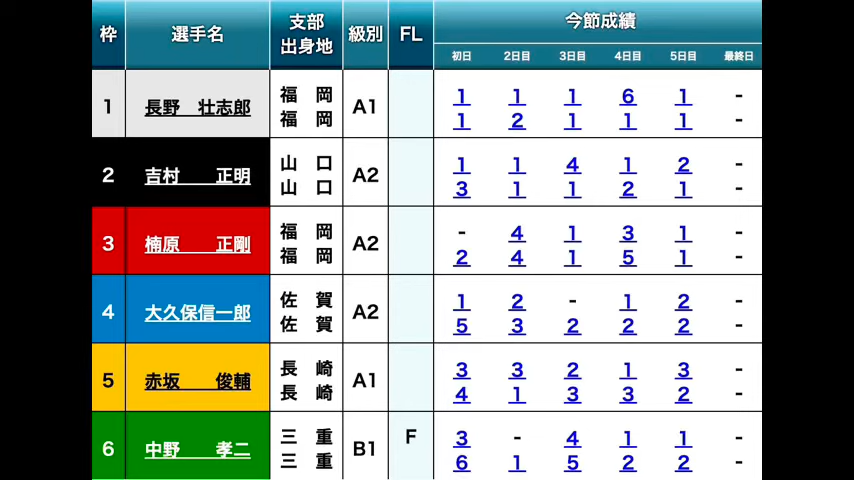 枠 選手名 支部 級別 FL 今節成績
出身地
初日 2日目 3日目 4日目 5日目 最終日
1 長野 壮志郎 福岡 A1 1 1 1 6 1 -
福岡 1 2 1 1 1 -
2 吉村 正明 山口 A2 1 1 4 1 2 -
山口 3 1 1 2 1 -
3 楠原 正剛 福岡 A2 - 4 1 3 1 -
福岡 2 4 1 5 1 -
4 大久保信一郎 佐賀 A2 1 2 - 1 2 -
佐賀 5 3 2 2 2 -
5 赤坂 俊輔 長崎 A1 3 3 2 1 3 -
長崎 4 1 3 3 2 -
6 中野 孝二 三重 B1 F 3 - 4 1 1 -
三重 6 1 5 2 2 -